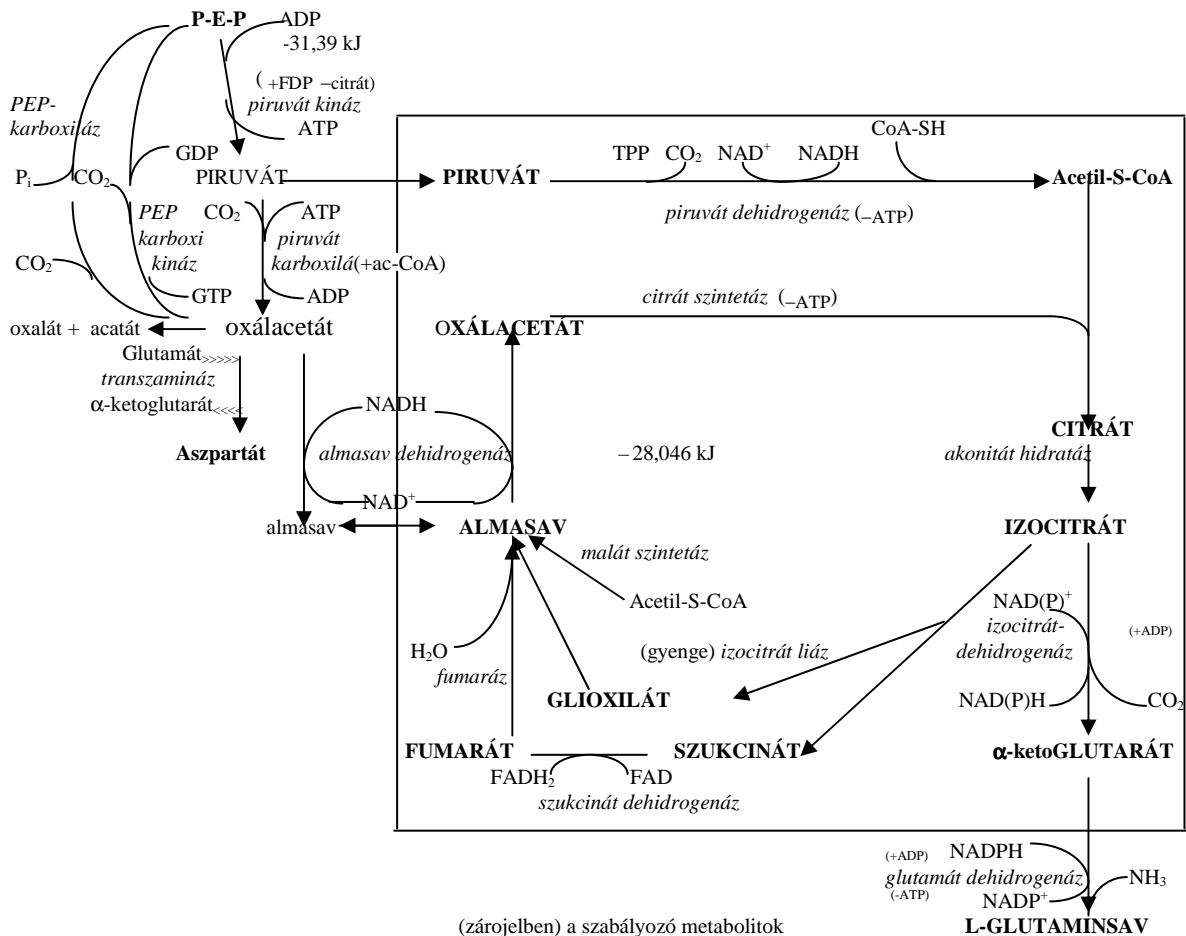 P-E-P
ADP
-31,39 kJ
( +FDP –citrát)
piruvát kináz
ATP
PEP-
karboxiláz
GDP
Pi
CO2
PIRUVÁT
CO2
ATP
PEP
karboxi
kináz
piruvát
karboxilá(+ac-CoA)
CO2
GTP
ADP
oxalát + acatát
oxálacetát
Glutamát>>>>>
transzamináz
α-ketoglutarát<<<<
Aszpartát
NADH
almasav dehidrogenáz
NAD+
almasav
PIRUVÁT
TPP
CO2
NAD+
NADH
CoA-SH
Acetil-S-CoA
piruvát dehidrogenáz (–ATP)
citrát szintetáz (–ATP)
OXÁLACETÁT
–28,046 kJ
CITRÁT
akonitát hidratáz
ALMASAV
IZOCITRÁT
malát szintetáz
Acetil-S-CoA
NAD(P)+
izocitrát-
dehidrogenáz
(+ADP)
H2O
fumaráz
(gyenge) izocitrát liáz
GLIOXILÁT
NAD(P)H
CO2
FUMARÁT
SZUKCINÁT
α-ketoGLUTARÁT
FADH2
FAD
szukcinát dehidrogenáz
(+ADP)
NADPH
glutamát dehidrogenáz
(-ATP)
NADP+
NH3
(zárojelben) a szabályozó metabolitok
L-GLUTAMINSAV